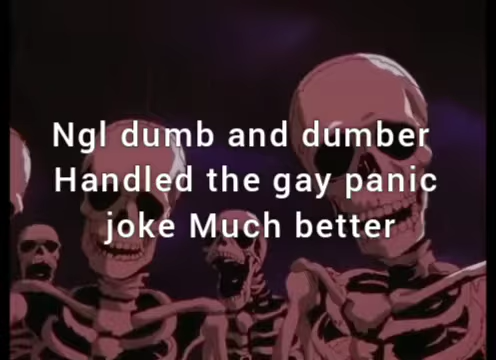 Ngl dumb and dumber
Handled the gay panic
joke Much better